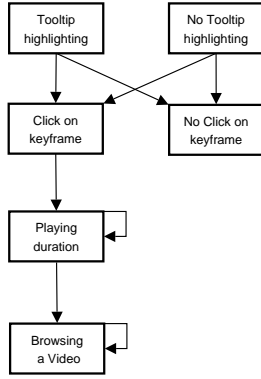 Tooltip
highlighting
No Tooltip
highlighting
Click on
keyframe
No Click on
keyframe
Playing
duration
Browsing
a Video